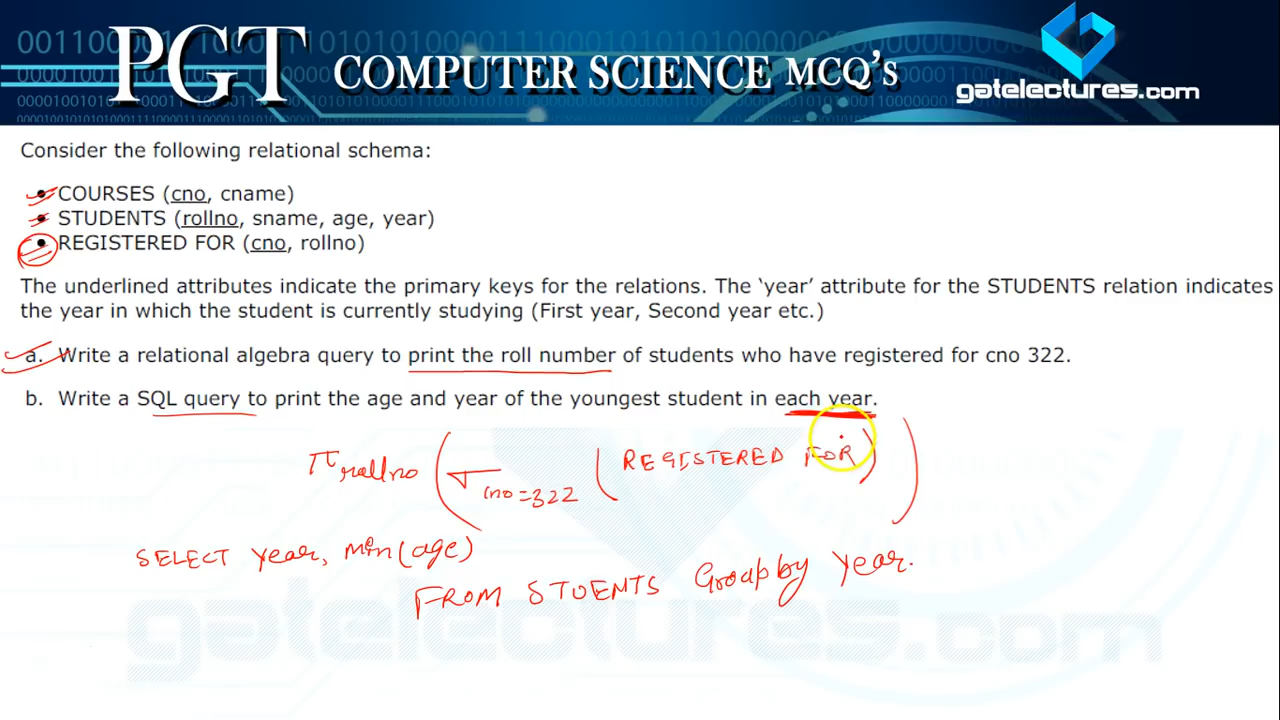 PGT COMPUTER SCIENCE MCQ's
gatelectures.com
Consider the following relational schema:
• COURSES (cno, cname)
• STUDENTS (rollno, sname, age, year)
• REGISTERED FOR (cno, rollno)
The underlined attributes indicate the primary keys for the relations. The 'year' attribute for the STUDENTS relation indicates
the year in which the student is currently studying (First year, Second year etc.)
a. Write a relational algebra query to print the roll number of students who have registered for cno 322.
b. Write a SQL query to print the age and year of the youngest student in each year.
π rollno ( σ cno=322 ( REGISTERED FOR ) )
SELECT year, min(age)
FROM STUENTS Group by year.
gatelectures.com